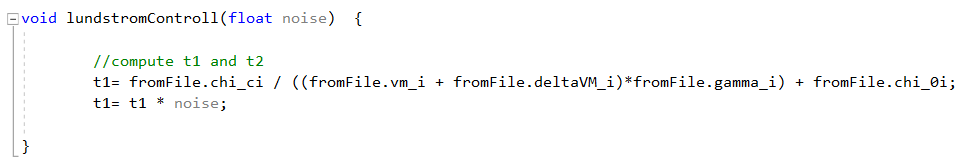 void lundstromControll(float noise)  {
//compute t1 and t2
t1= fromFile.chi_ci / ((fromFile.vm_i + fromFile.deltaVM_i)*fromFile.gamma_i) + fromFile.chi_0i;
t1= t1 * noise;
}